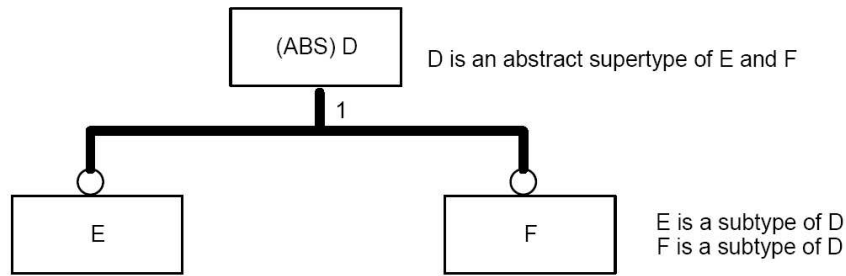 (ABS) D
D is an abstract supertype of E and F
1
E
F
E is a subtype of D
F is a subtype of D